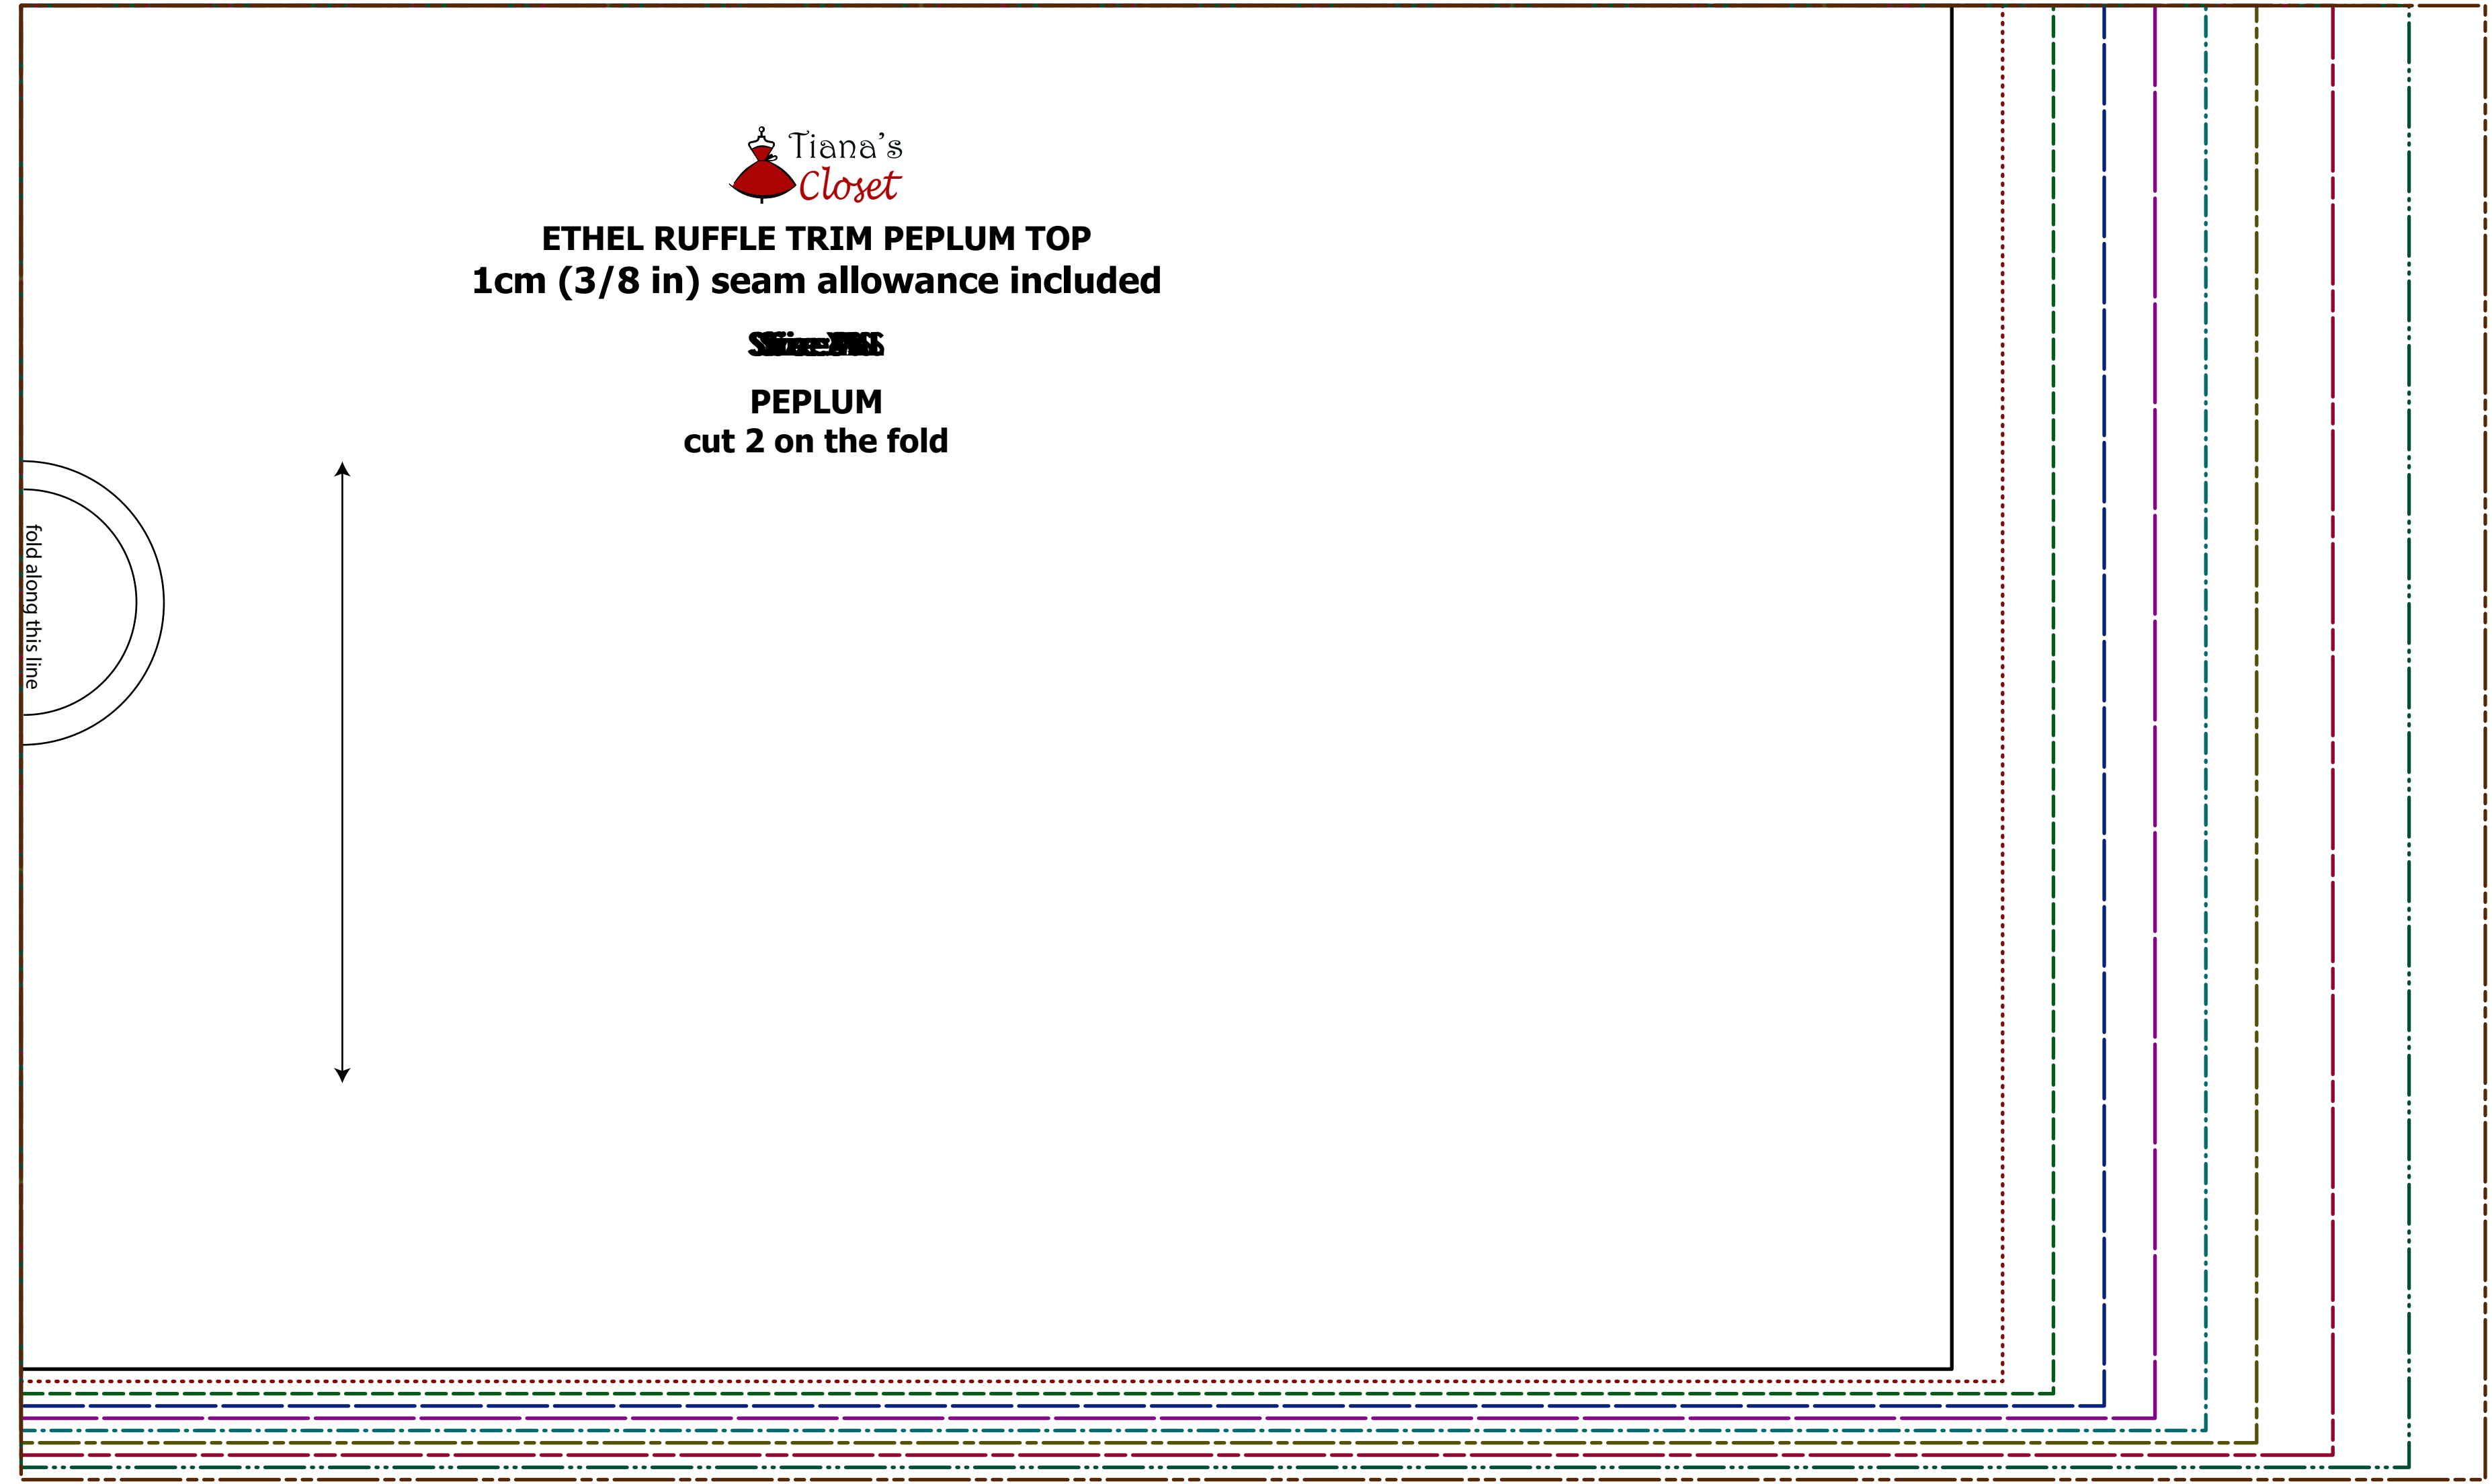 Tiana's
Closet
ETHEL RUFFLE TRIM PEPLUM TOP
1cm (3/8 in) seam allowance included
PEPLUM
cut 2 on the fold
fold along this line